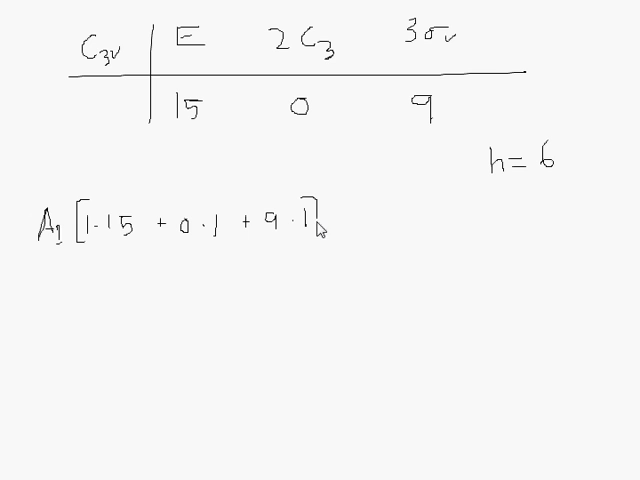 C3v E 2C3 3σv
15 0 9
h = 6
A1 [1·15 + 0·1 + 9·1]